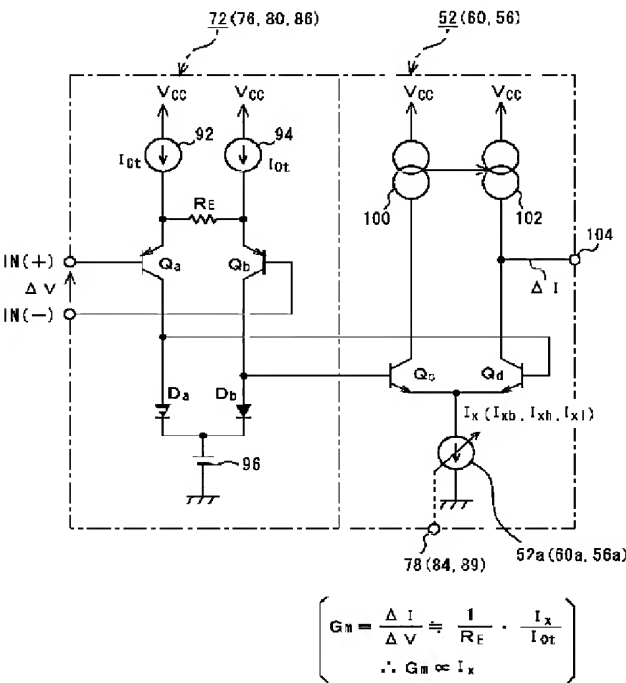 72 (76, 80, 86)
52 (60, 56)
VCC VCC VCC VCC
92 94
I0t I0t
RE
100 102
104
IN(+)
Qa Qb
ΔV
ΔI
IN(−)
Da Db
Qc Qd
Ix (Ixb, Ixh, Ixl)
96
78 (84, 89)
52a (60a, 56a)
Gm = ΔI / ΔV ≒ 1 / RE · Ix / I0t
∴ Gm ∝ Ix